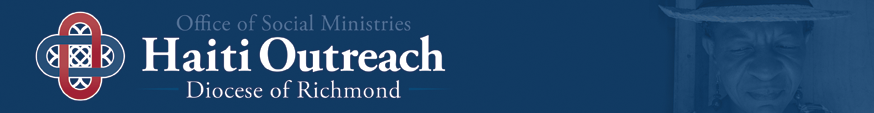 Office of Social Ministries
Haiti Outreach
Diocese of Richmond